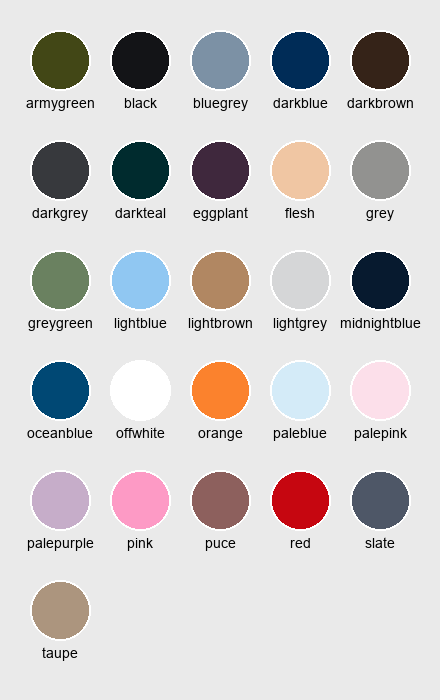 armygreen black bluegrey darkblue darkbrown
darkgrey darkteal eggplant flesh grey
greygreen lightblue lightbrown lightgrey midnightblue
oceanblue offwhite orange paleblue palepink
palepurple pink puce red slate
taupe